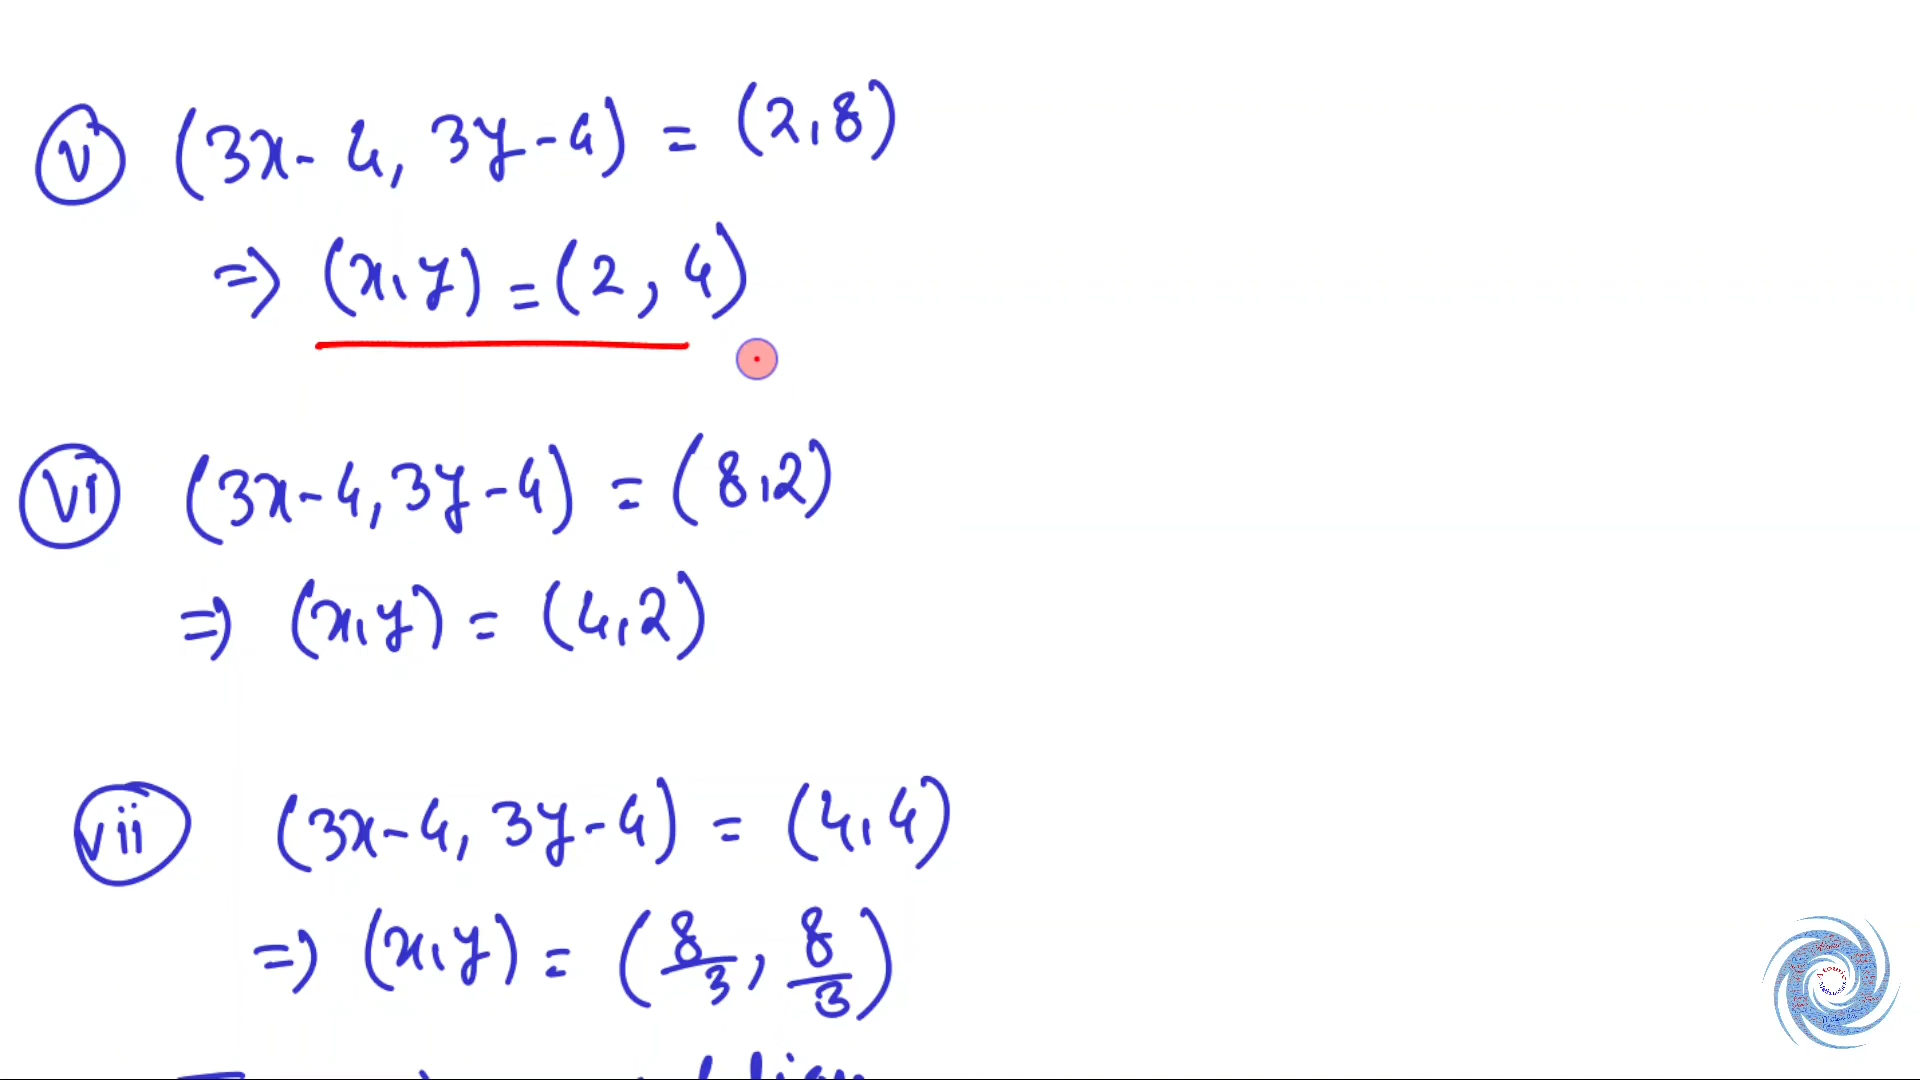 (v) (3x-4, 3y-4) = (2,8)
=> (x,y) = (2, 4)
(vi) (3x-4, 3y-4) = (8,2)
=> (x,y) = (4,2)
(vii) (3x-4, 3y-4) = (4,4)
=> (x,y) = (8/3, 8/3)